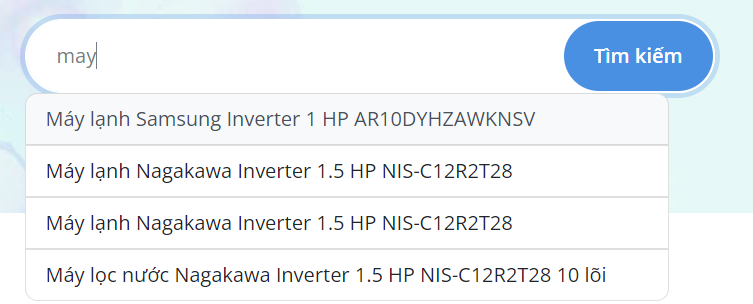 may
Tìm kiếm
Máy lạnh Samsung Inverter 1 HP AR10DYHZAWKNSV
Máy lạnh Nagakawa Inverter 1.5 HP NIS-C12R2T28
Máy lạnh Nagakawa Inverter 1.5 HP NIS-C12R2T28
Máy lọc nước Nagakawa Inverter 1.5 HP NIS-C12R2T28 10 lõi